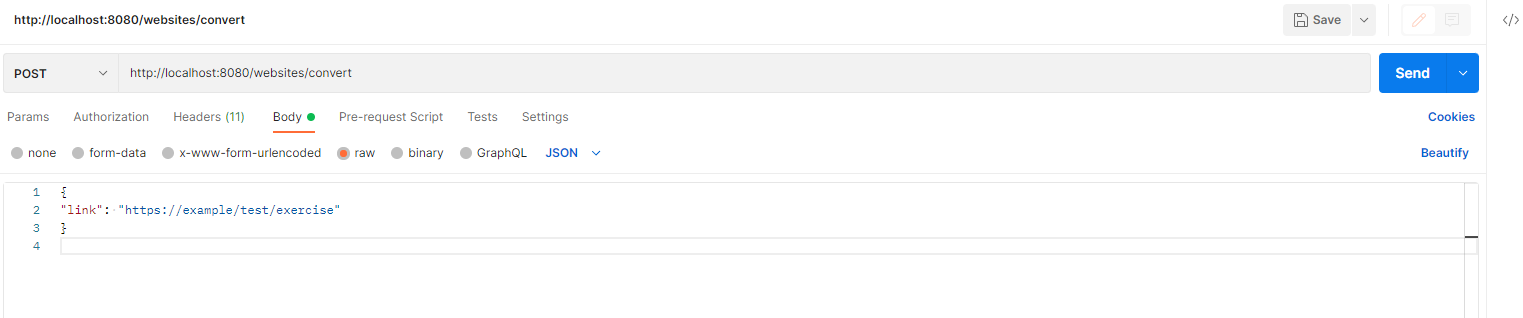 http://localhost:8080/websites/convert
Save
</>
POST
http://localhost:8080/websites/convert
Send
Params Authorization Headers (11) Body Pre-request Script Tests Settings Cookies
none form-data x-www-form-urlencoded raw binary GraphQL JSON Beautify
1 {
2 "link": "https://example/test/exercise"
3 }
4